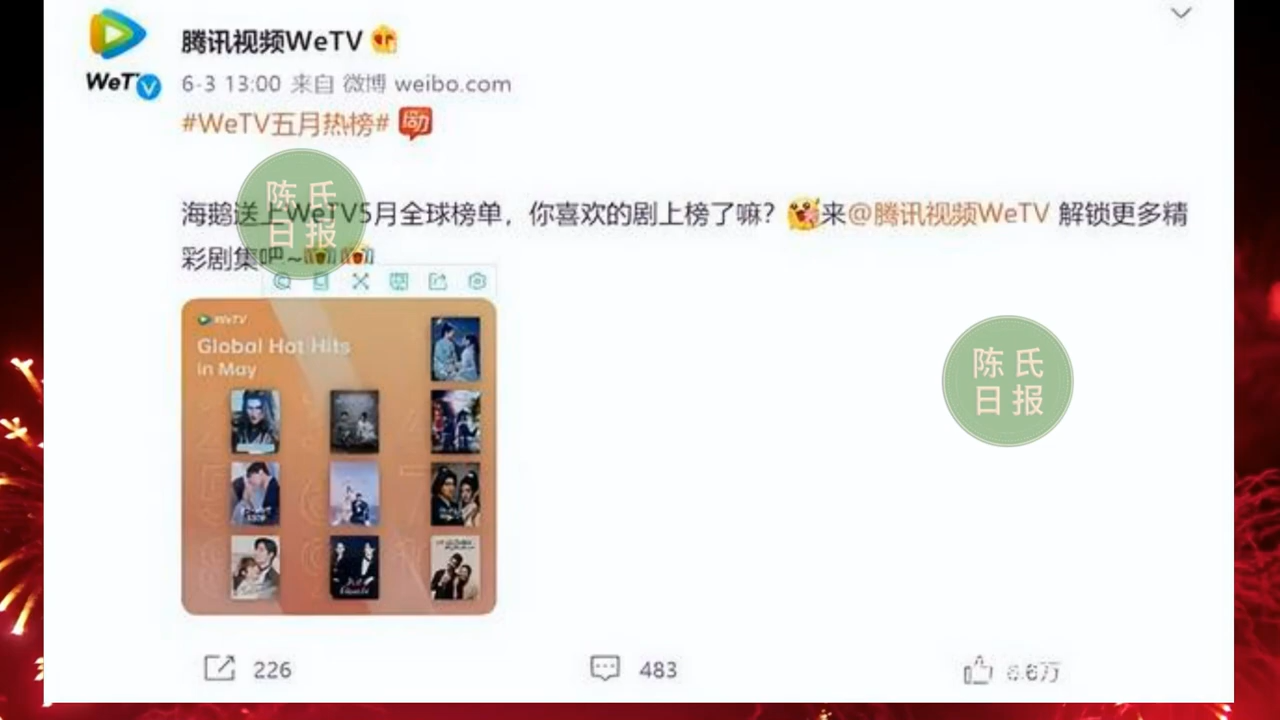 腾讯视频WeTV
WeTV
6-3 13:00 来自 微博 weibo.com
#WeTV五月热榜#
陈氏
日报
海鹅送上WeTV5月全球榜单，你喜欢的剧上榜了嘛？来@腾讯视频WeTV 解锁更多精
彩剧集吧~
WeTV
Global Hot Hits
in May
陈氏
日报
226
483